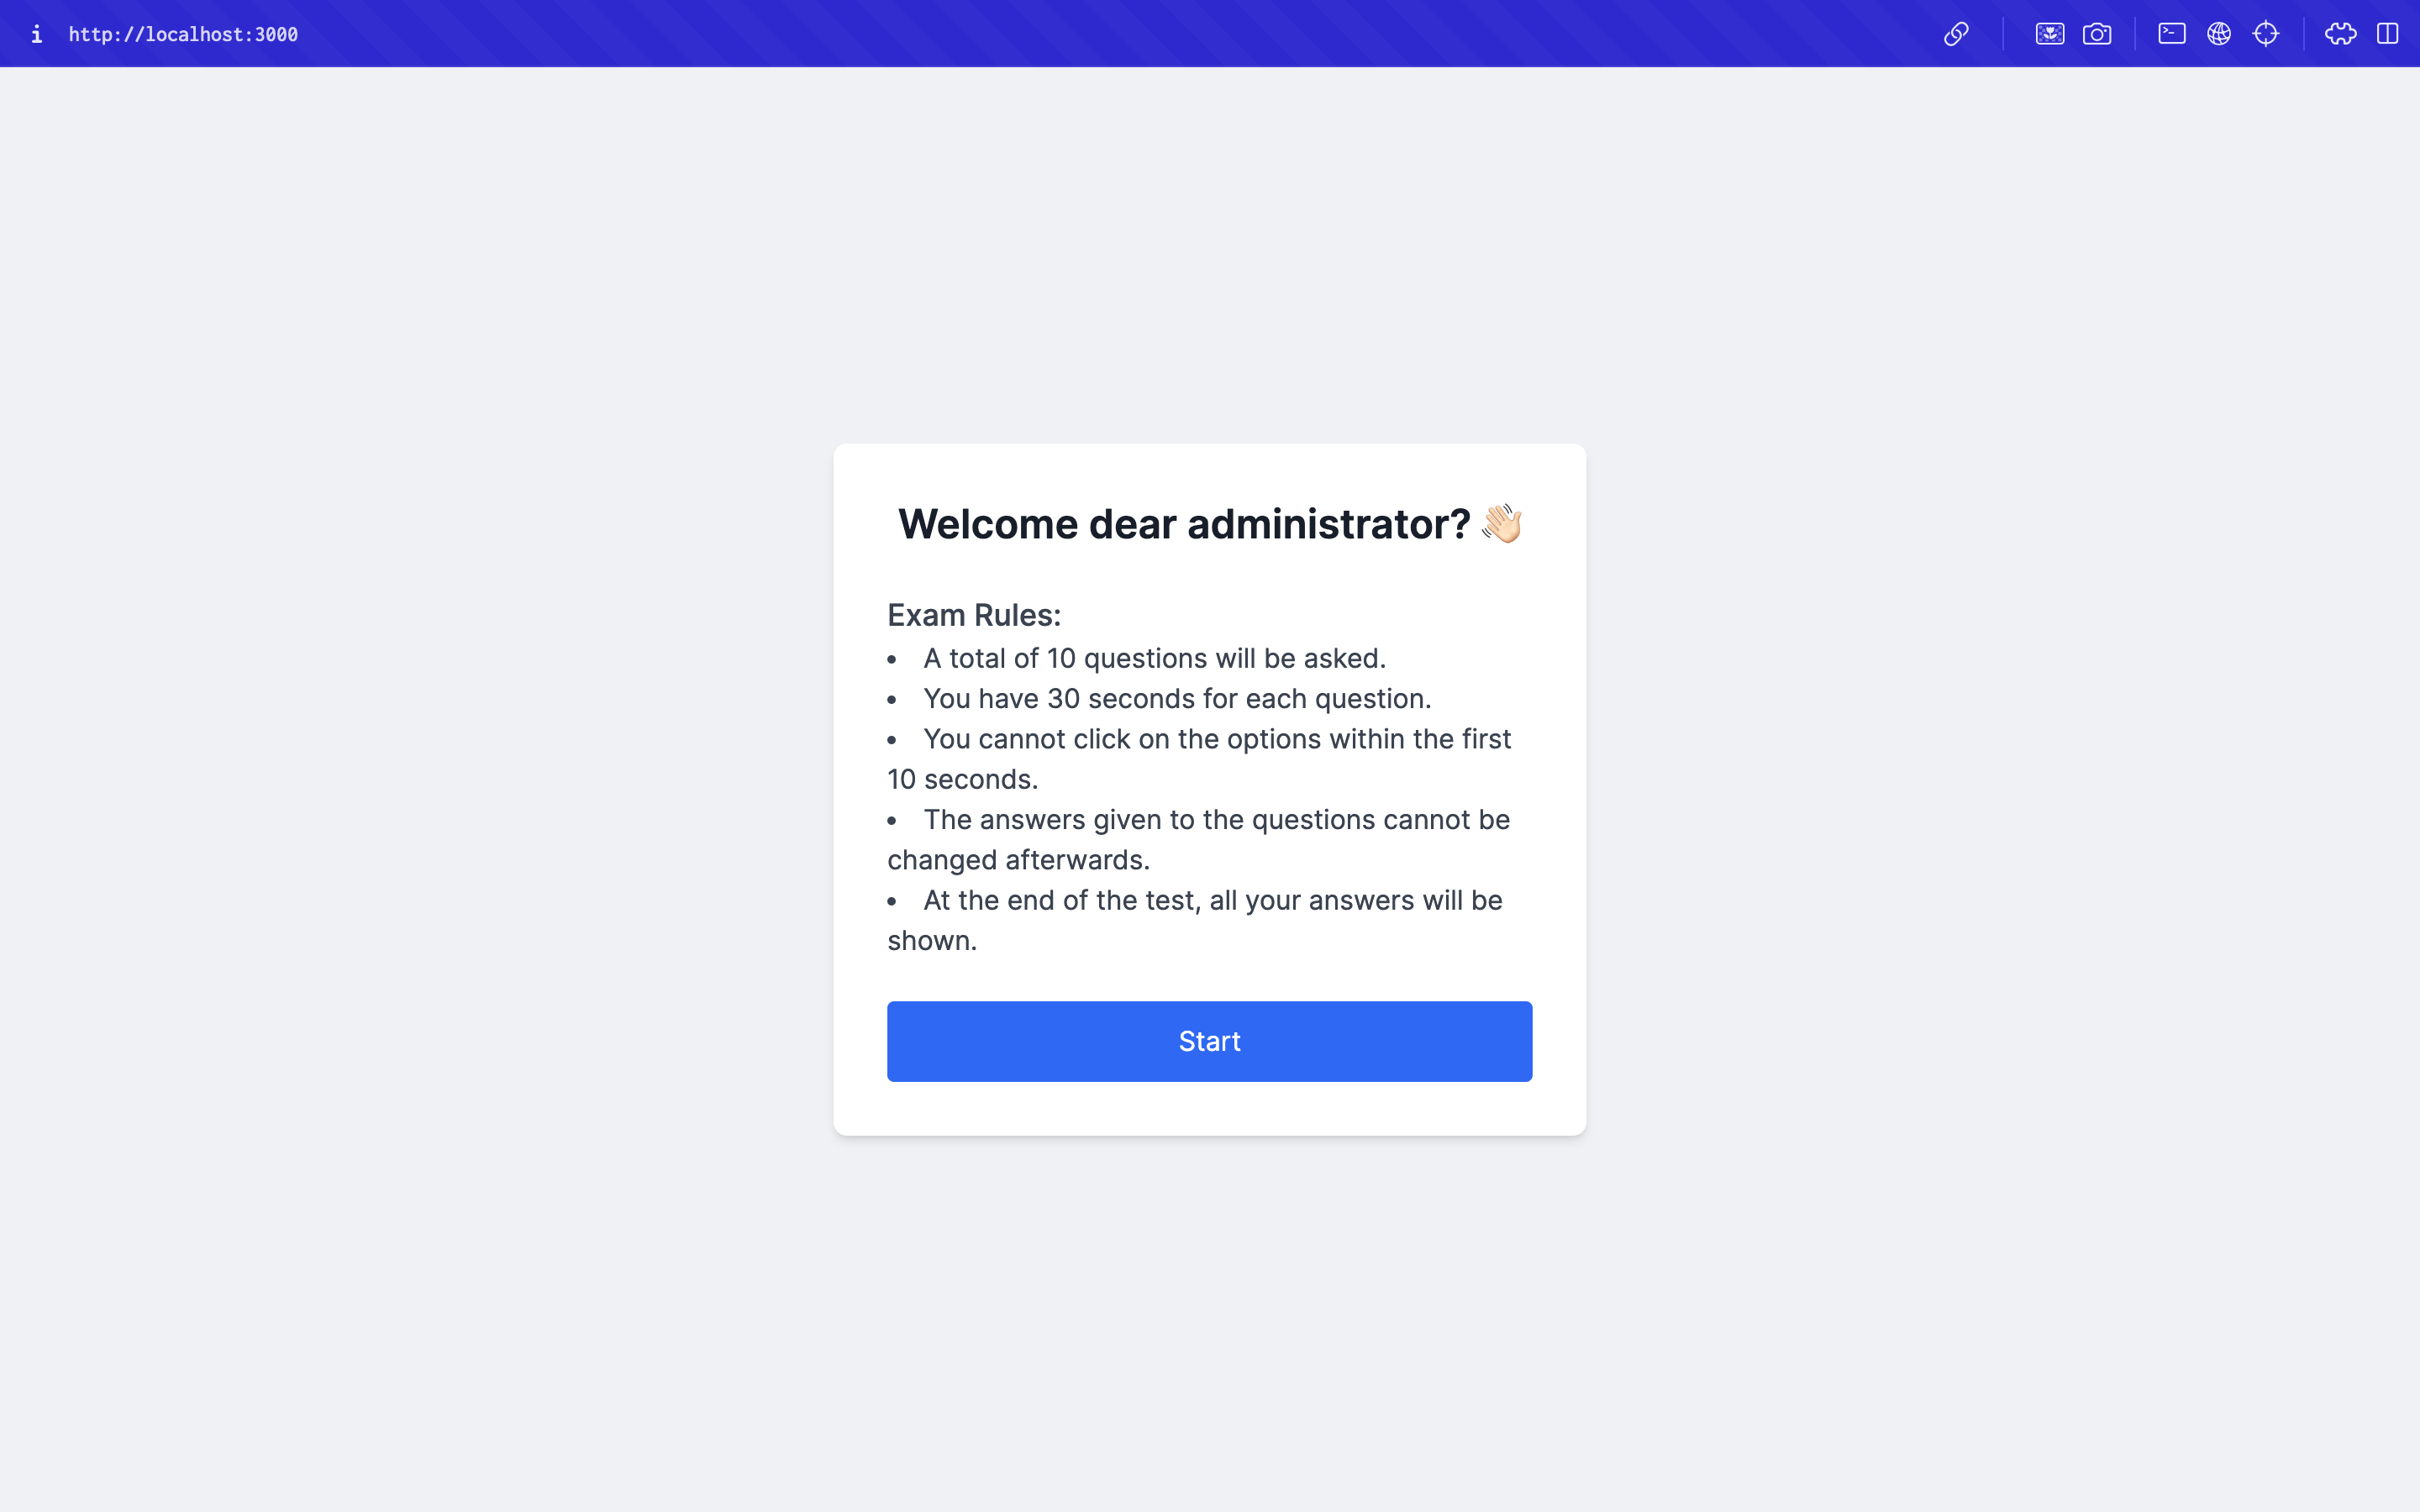 http://localhost:3000
Welcome dear administrator? 👋🏻
Exam Rules:
• A total of 10 questions will be asked.
• You have 30 seconds for each question.
• You cannot click on the options within the first
10 seconds.
• The answers given to the questions cannot be
changed afterwards.
• At the end of the test, all your answers will be
shown.
Start